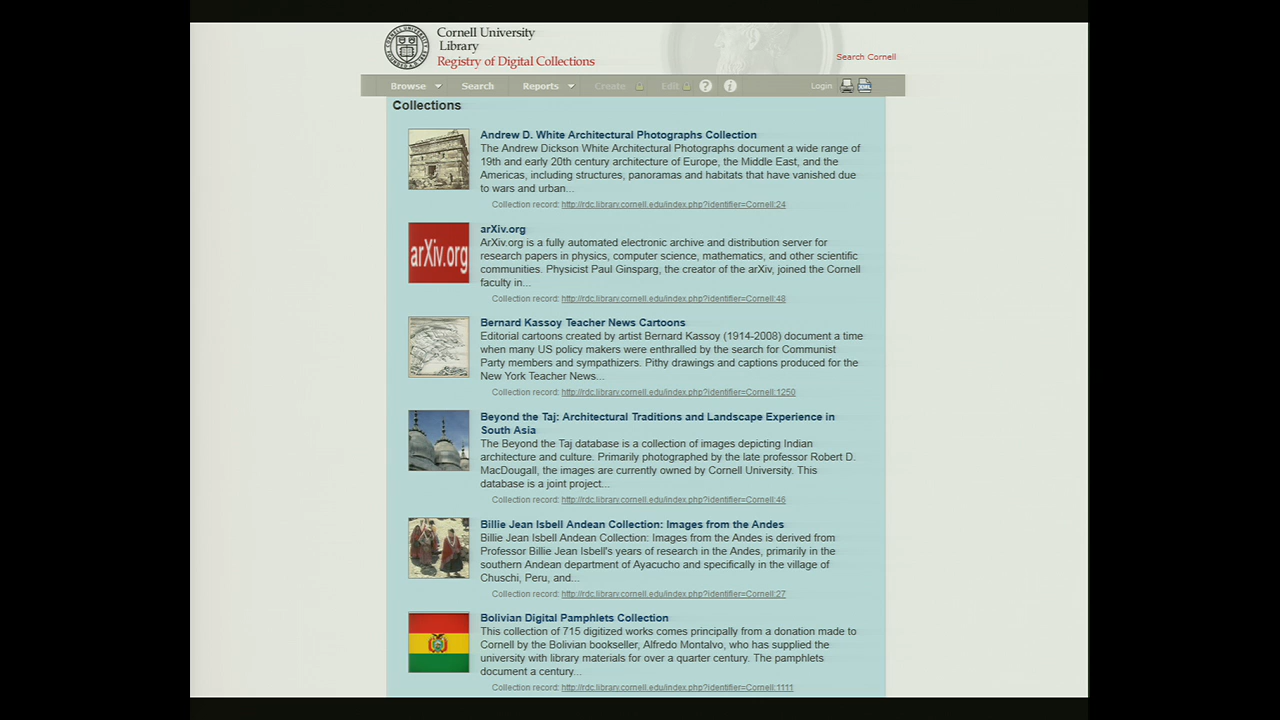 Cornell University
Library
Registry of Digital Collections
Search Cornell
Browse Search Reports Create Edit ? i Login
Collections
Andrew D. White Architectural Photographs Collection
The Andrew Dickson White Architectural Photographs document a wide range of
19th and early 20th century architecture of Europe, the Middle East, and the
Americas, including structures, panoramas and habitats that have vanished due
to wars and urban...
Collection record: http://rdc.library.cornell.edu/index.php?identifier=Cornell:24
arXiv.org
arXiv.org
ArXiv.org is a fully automated electronic archive and distribution server for
research papers in physics, computer science, mathematics, and other scientific
communities. Physicist Paul Ginsparg, the creator of the arXiv, joined the Cornell
faculty in...
Collection record: http://rdc.library.cornell.edu/index.php?identifier=Cornell:48
Bernard Kassoy Teacher News Cartoons
Editorial cartoons created by artist Bernard Kassoy (1914-2008) document a time
when many US policy makers were enthralled by the search for Communist
Party members and sympathizers. Pithy drawings and captions produced for the
New York Teacher News...
Collection record: http://rdc.library.cornell.edu/index.php?identifier=Cornell:1250
Beyond the Taj: Architectural Traditions and Landscape Experience in
South Asia
The Beyond the Taj database is a collection of images depicting Indian
architecture and culture. Primarily photographed by the late professor Robert D.
MacDougall, the images are currently owned by Cornell University. This
database is a joint project...
Collection record: http://rdc.library.cornell.edu/index.php?identifier=Cornell:46
Billie Jean Isbell Andean Collection: Images from the Andes
Billie Jean Isbell Andean Collection: Images from the Andes is derived from
Professor Billie Jean Isbell's years of research in the Andes, primarily in the
southern Andean department of Ayacucho and specifically in the village of
Chuschi, Peru, and...
Collection record: http://rdc.library.cornell.edu/index.php?identifier=Cornell:27
Bolivian Digital Pamphlets Collection
This collection of 715 digitized works comes principally from a donation made to
Cornell by the Bolivian bookseller, Alfredo Montalvo, who has supplied the
university with library materials for over a quarter century. The pamphlets
document a century...
Collection record: http://rdc.library.cornell.edu/index.php?identifier=Cornell:1111